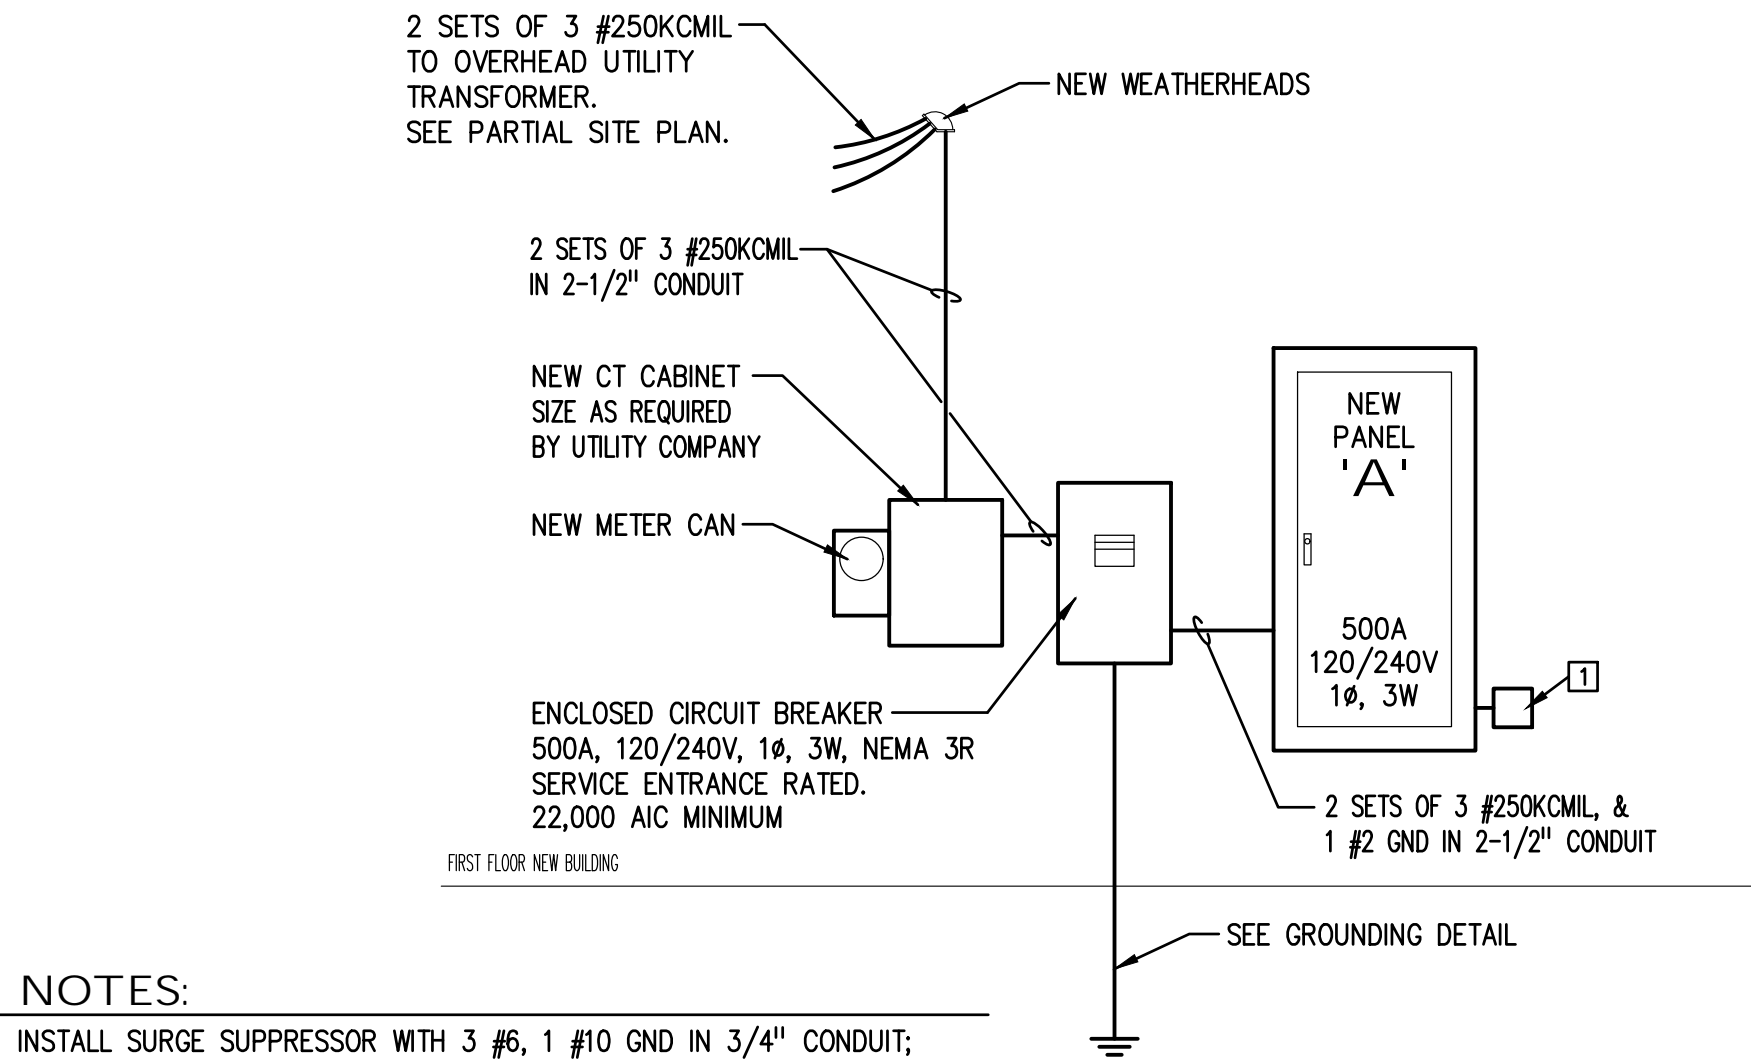 2 SETS OF 3 #250KCMIL
TO OVERHEAD UTILITY
TRANSFORMER.
SEE PARTIAL SITE PLAN.
NEW WEATHERHEADS
2 SETS OF 3 #250KCMIL
IN 2-1/2" CONDUIT
NEW CT CABINET
SIZE AS REQUIRED
BY UTILITY COMPANY
NEW METER CAN
NEW
PANEL
'A'
500A
120/240V
1ø, 3W
1
ENCLOSED CIRCUIT BREAKER
500A, 120/240V, 1ø, 3W, NEMA 3R
SERVICE ENTRANCE RATED.
22,000 AIC MINIMUM
2 SETS OF 3 #250KCMIL, &
1 #2 GND IN 2-1/2" CONDUIT
FIRST FLOOR NEW BUILDING
SEE GROUNDING DETAIL
NOTES:
INSTALL SURGE SUPPRESSOR WITH 3 #6, 1 #10 GND IN 3/4" CONDUIT;